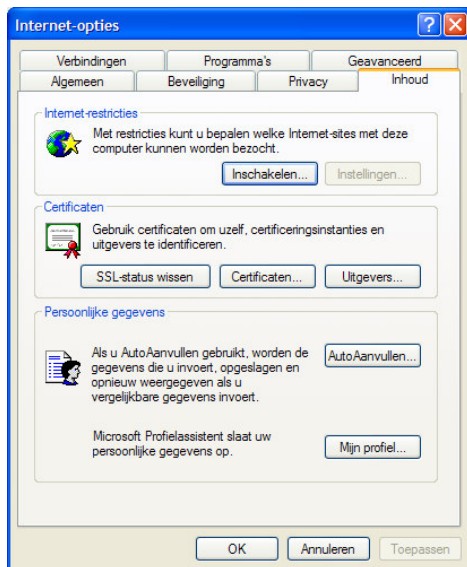 Internet-opties
Verbindingen Programma's Geavanceerd
Algemeen Beveiliging Privacy Inhoud
Internet-restricties
Met restricties kunt u bepalen welke Internet-sites met deze
computer kunnen worden bezocht.
Inschakelen... Instellingen...
Certificaten
Gebruik certificaten om uzelf, certificeringsinstanties en
uitgevers te identificeren.
SSL-status wissen Certificaten... Uitgevers...
Persoonlijke gegevens
Als u AutoAanvullen gebruikt, worden de
gegevens die u invoert, opgeslagen en
opnieuw weergegeven als u
vergelijkbare gegevens invoert.
AutoAanvullen...
Microsoft Profielassistent slaat uw
persoonlijke gegevens op.
Mijn profiel...
OK Annuleren Toepassen